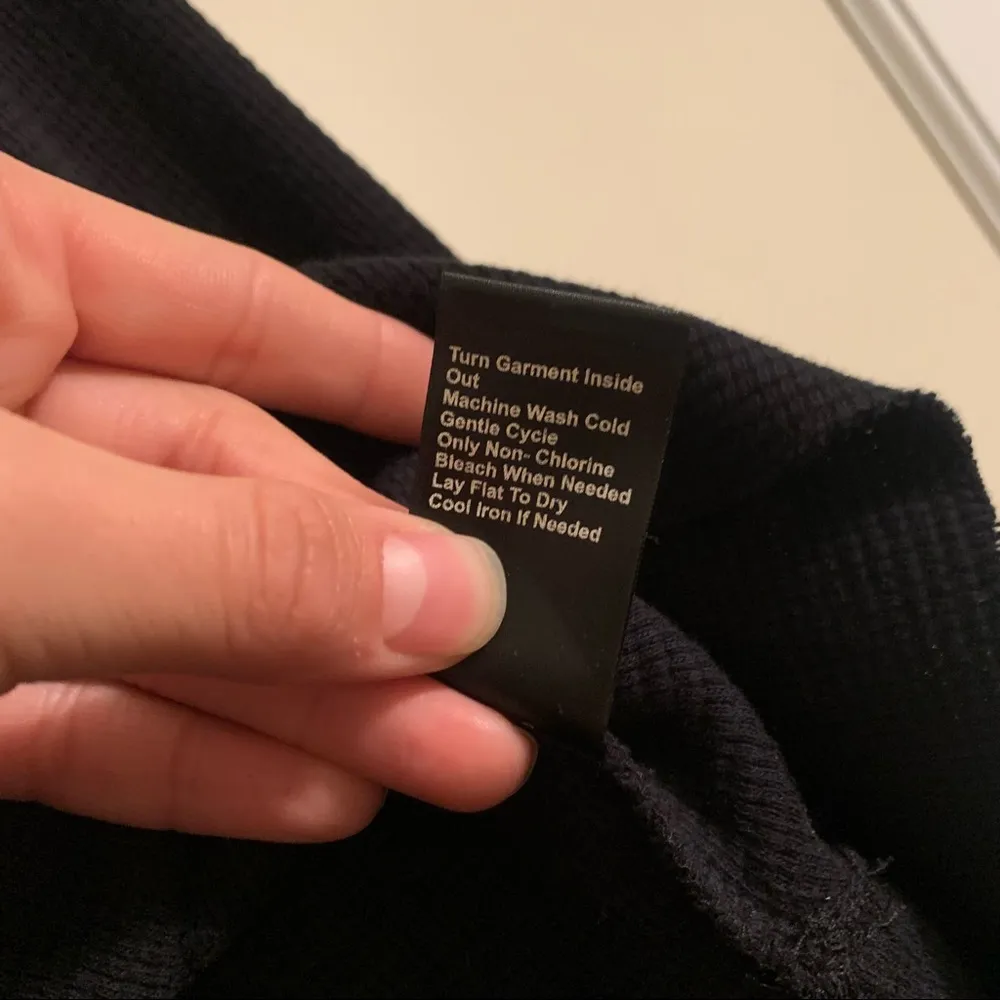 Turn Garment Inside
Out
Machine Wash Cold
Gentle Cycle
Only Non- Chlorine
Bleach When Needed
Lay Flat To Dry
Cool Iron If Needed